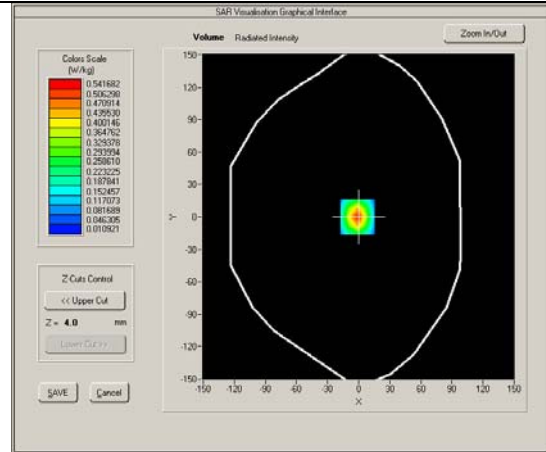 SAR Visualisation Graphical Interface
Volume Radiated Intensity
Zoom In/Out
Colors Scale
(W/kg)
0.541682
0.506298
0.470914
0.435530
0.400146
0.364762
0.329378
0.293994
0.258610
0.223225
0.187841
0.152457
0.117073
0.081689
0.046305
0.010921
Z-Cuts Control
<< Upper Cut
Z = 4.0 mm
Lower Cut >>
SAVE
Cancel
Y
150-
120-
90-
60-
30-
0-
-30-
-60-
-90-
-120-
-150-
-150 -120 -90 -60 -30 0 30 60 90 120 150
X